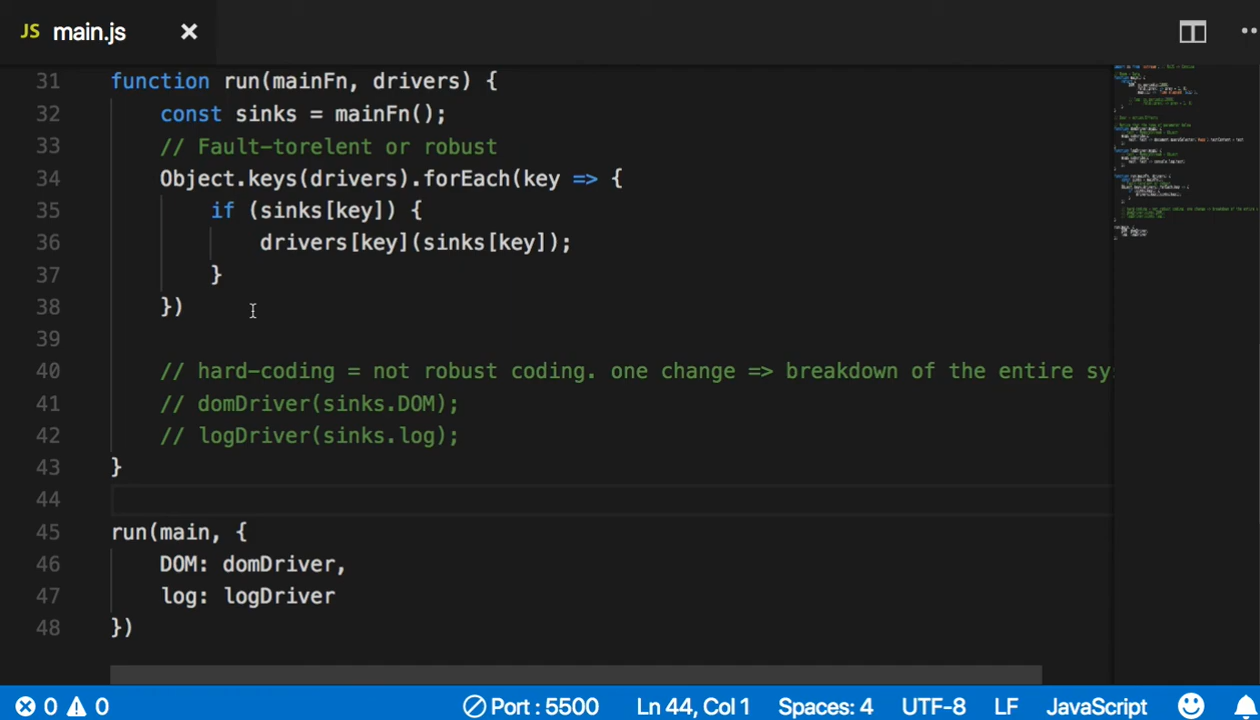 JS main.js
31 function run(mainFn, drivers) {
32 const sinks = mainFn();
33 // Fault-torelent or robust
34 Object.keys(drivers).forEach(key => {
35 if (sinks[key]) {
36 drivers[key](sinks[key]);
37 }
38 })
39
40 // hard-coding = not robust coding. one change => breakdown of the entire sy
41 // domDriver(sinks.DOM);
42 // logDriver(sinks.log);
43 }
44
45 run(main, {
46 DOM: domDriver,
47 log: logDriver
48 })
0 0 Port : 5500 Ln 44, Col 1 Spaces: 4 UTF-8 LF JavaScript